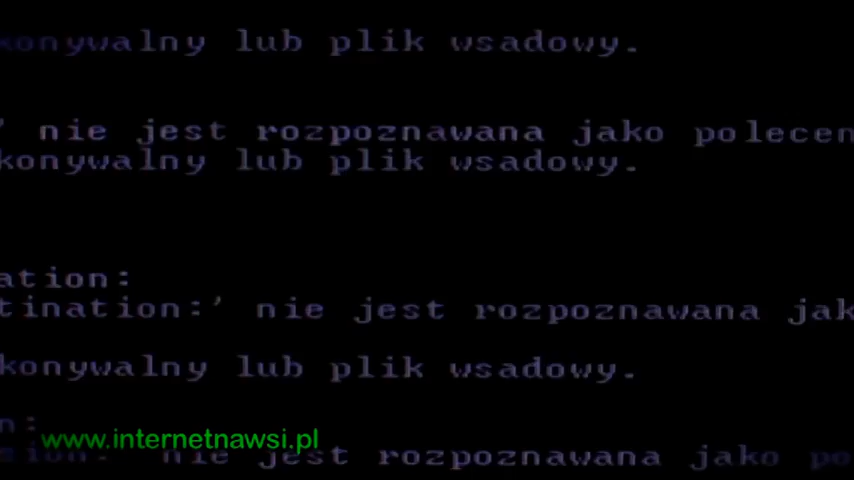 konywalny lub plik wsadowy.
' nie jest rozpoznawana jako polecen
konywalny lub plik wsadowy.
ation:
tination:' nie jest rozpoznawana jak
konywalny lub plik wsadowy.
n:
www.internetnawsi.pl
tion:' nie jest rozpoznawana jako po